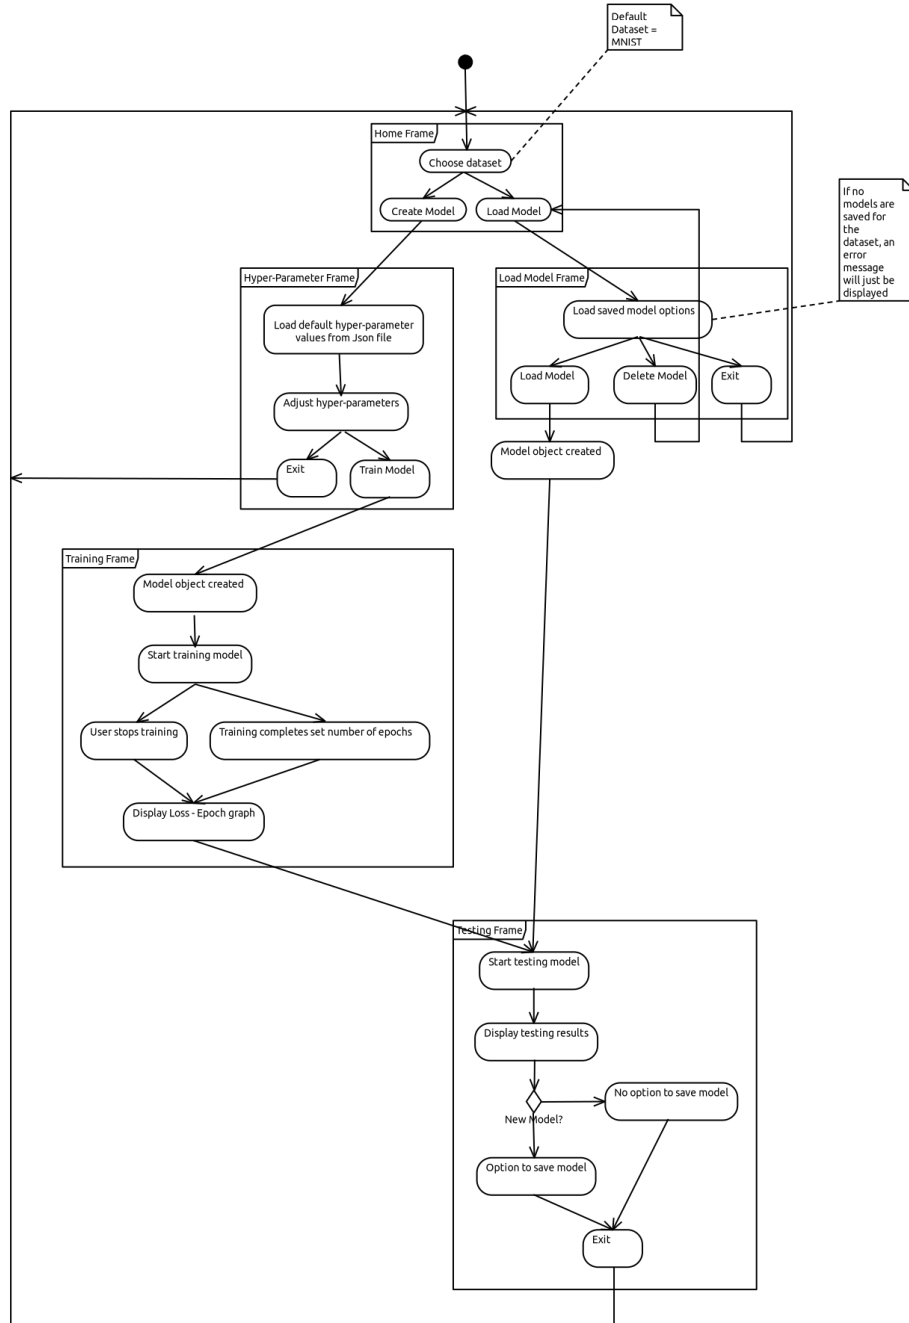 Default
Dataset =
MNIST
Home Frame
Choose dataset
Create Model
Load Model
If no
models are
saved for
the
dataset, an
error
message
will just be
displayed
Hyper-Parameter Frame
Load default hyper-parameter
values from Json file
Adjust hyper-parameters
Exit
Train Model
Load Model Frame
Load saved model options
Load Model
Delete Model
Exit
Model object created
Training Frame
Model object created
Start training model
User stops training
Training completes set number of epochs
Display Loss - Epoch graph
Testing Frame
Start testing model
Display testing results
New Model?
No option to save model
Option to save model
Exit